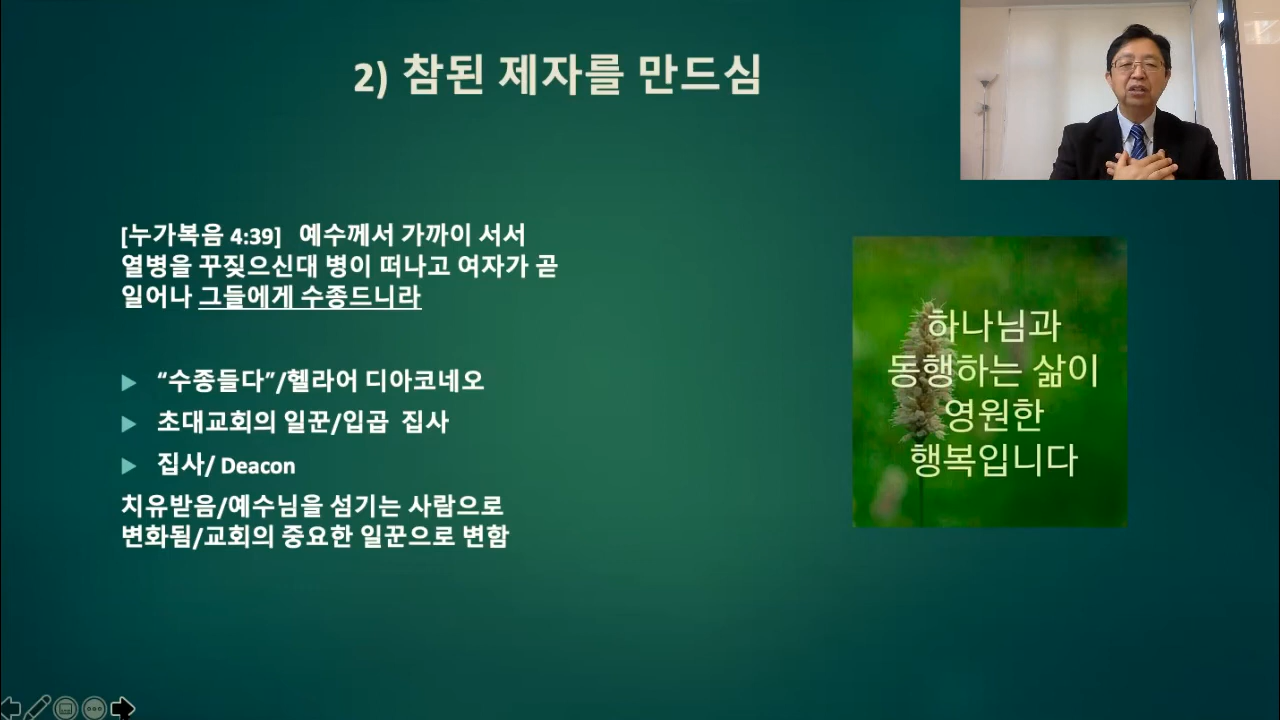 2) 참된 제자를 만드심
[누가복음 4:39] 예수께서 가까이 서서
열병을 꾸짖으신대 병이 떠나고 여자가 곧
일어나 그들에게 수종드니라
“수종들다”/헬라어 디아코네오
초대교회의 일꾼/입곱 집사
집사/ Deacon
치유받음/예수님을 섬기는 사람으로
변화됨/교회의 중요한 일꾼으로 변함
하나님과
동행하는 삶이
영원한
행복입니다